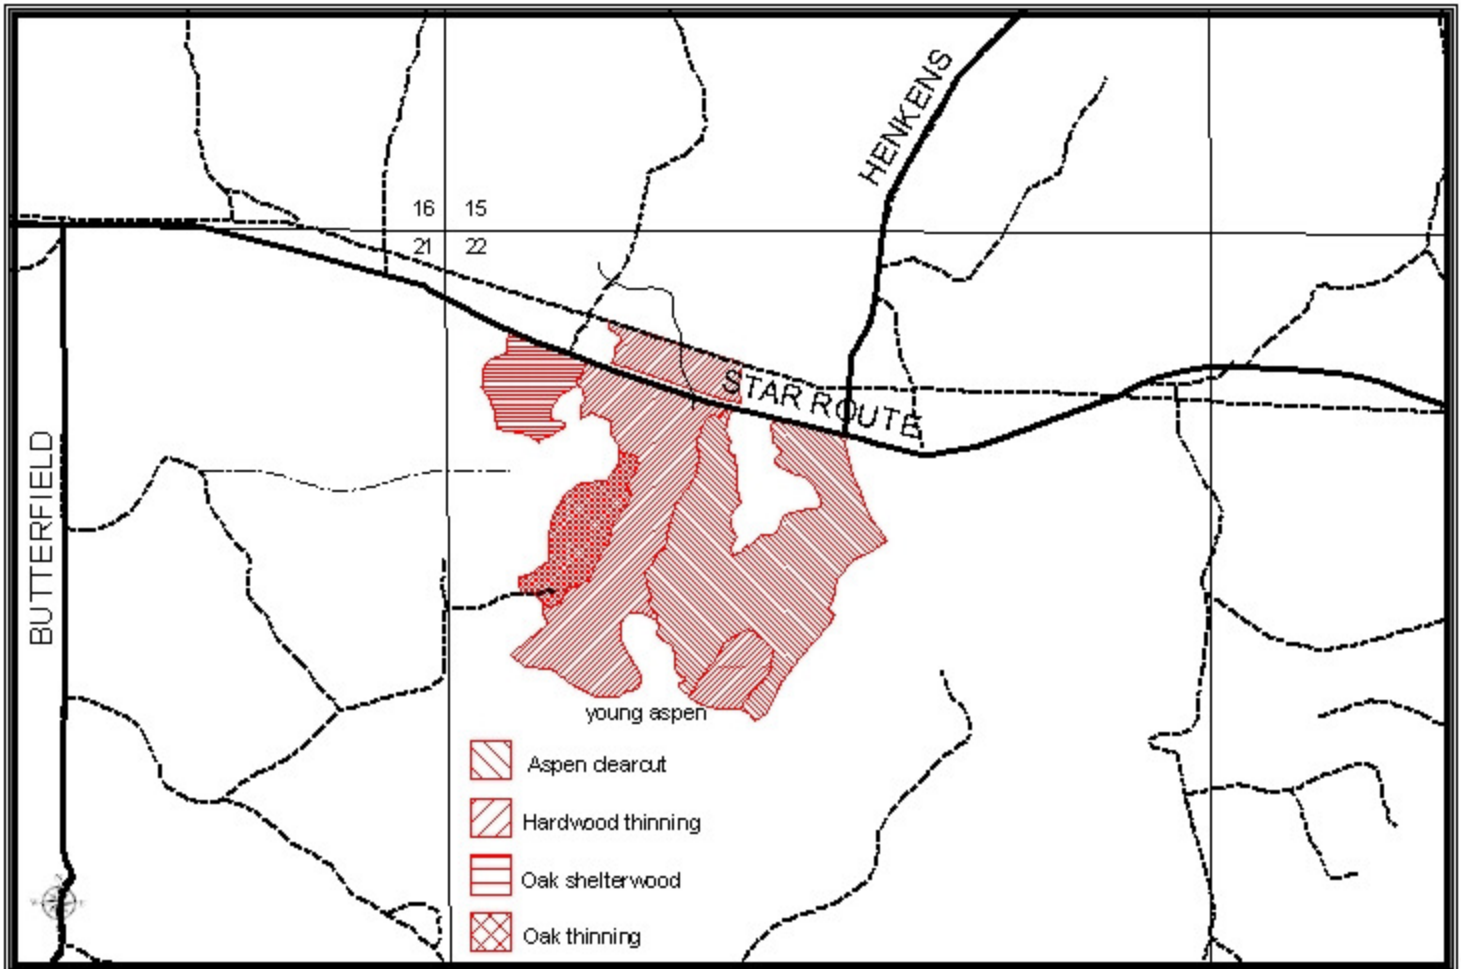 HENKENS
16 15
21 22
STAR ROUTE
BUTTERFIELD
young aspen
Aspen clearcut
Hardwood thinning
Oak shelterwood
Oak thinning